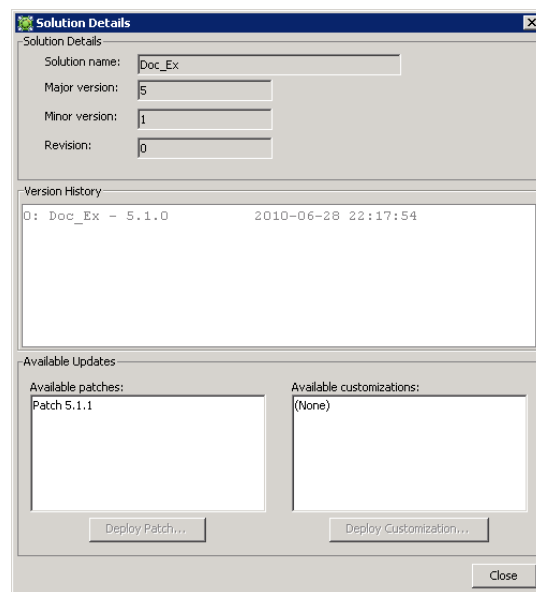 Solution Details
Solution Details
Solution name: Doc_Ex
Major version: 5
Minor version: 1
Revision: 0
Version History
0: Doc_Ex - 5.1.0 2010-06-28 22:17:54
Available Updates
Available patches: Available customizations:
Patch 5.1.1 (None)
Deploy Patch... Deploy Customization...
Close